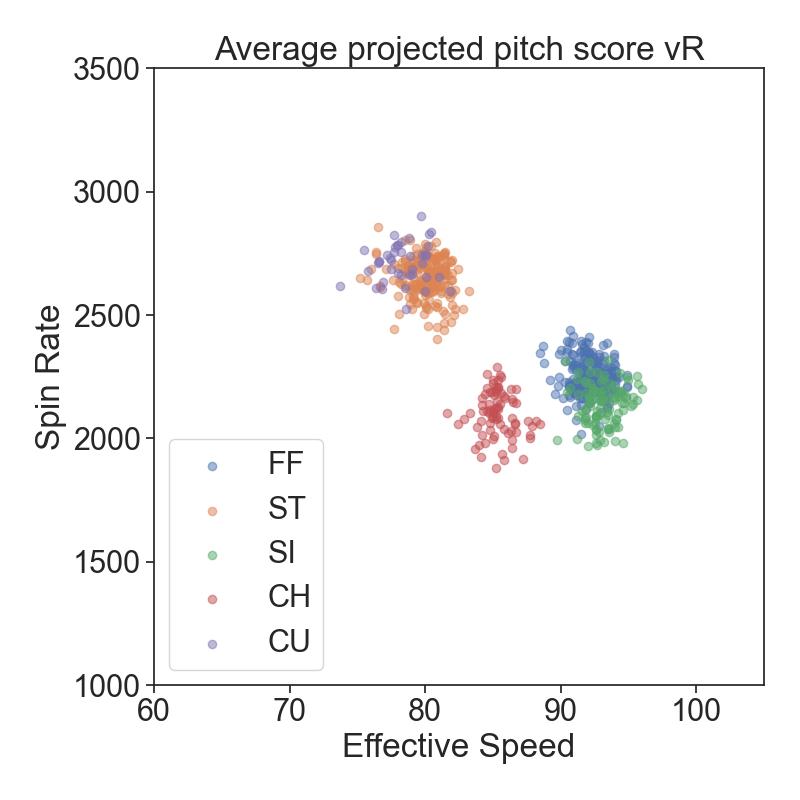 Average projected pitch score vR
3500
3000
2500
2000
1500
1000
Spin Rate
FF
ST
SI
CH
CU
60 70 80 90 100
Effective Speed